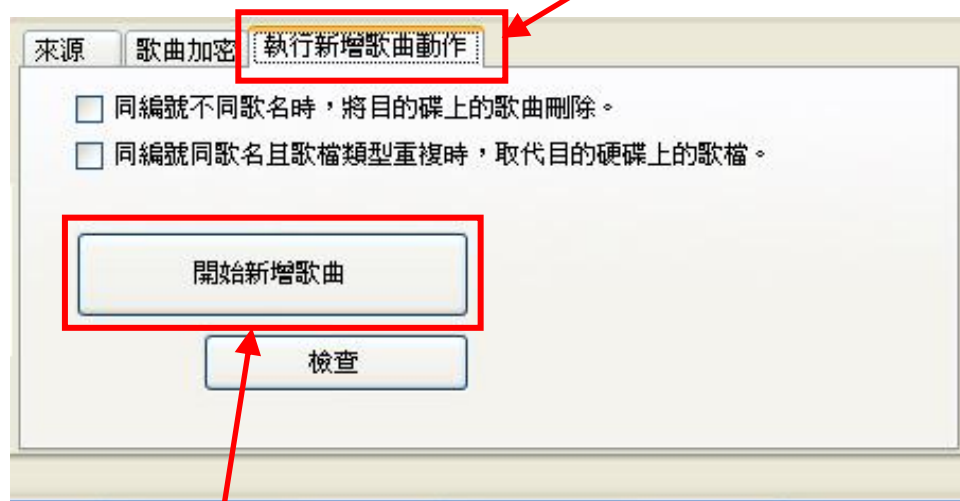 來源 歌曲加密 執行新增歌曲動作
同編號不同歌名時，將目的碟上的歌曲刪除。
同編號同歌名且歌檔類型重複時，取代目的硬碟上的歌檔。
開始新增歌曲
檢查